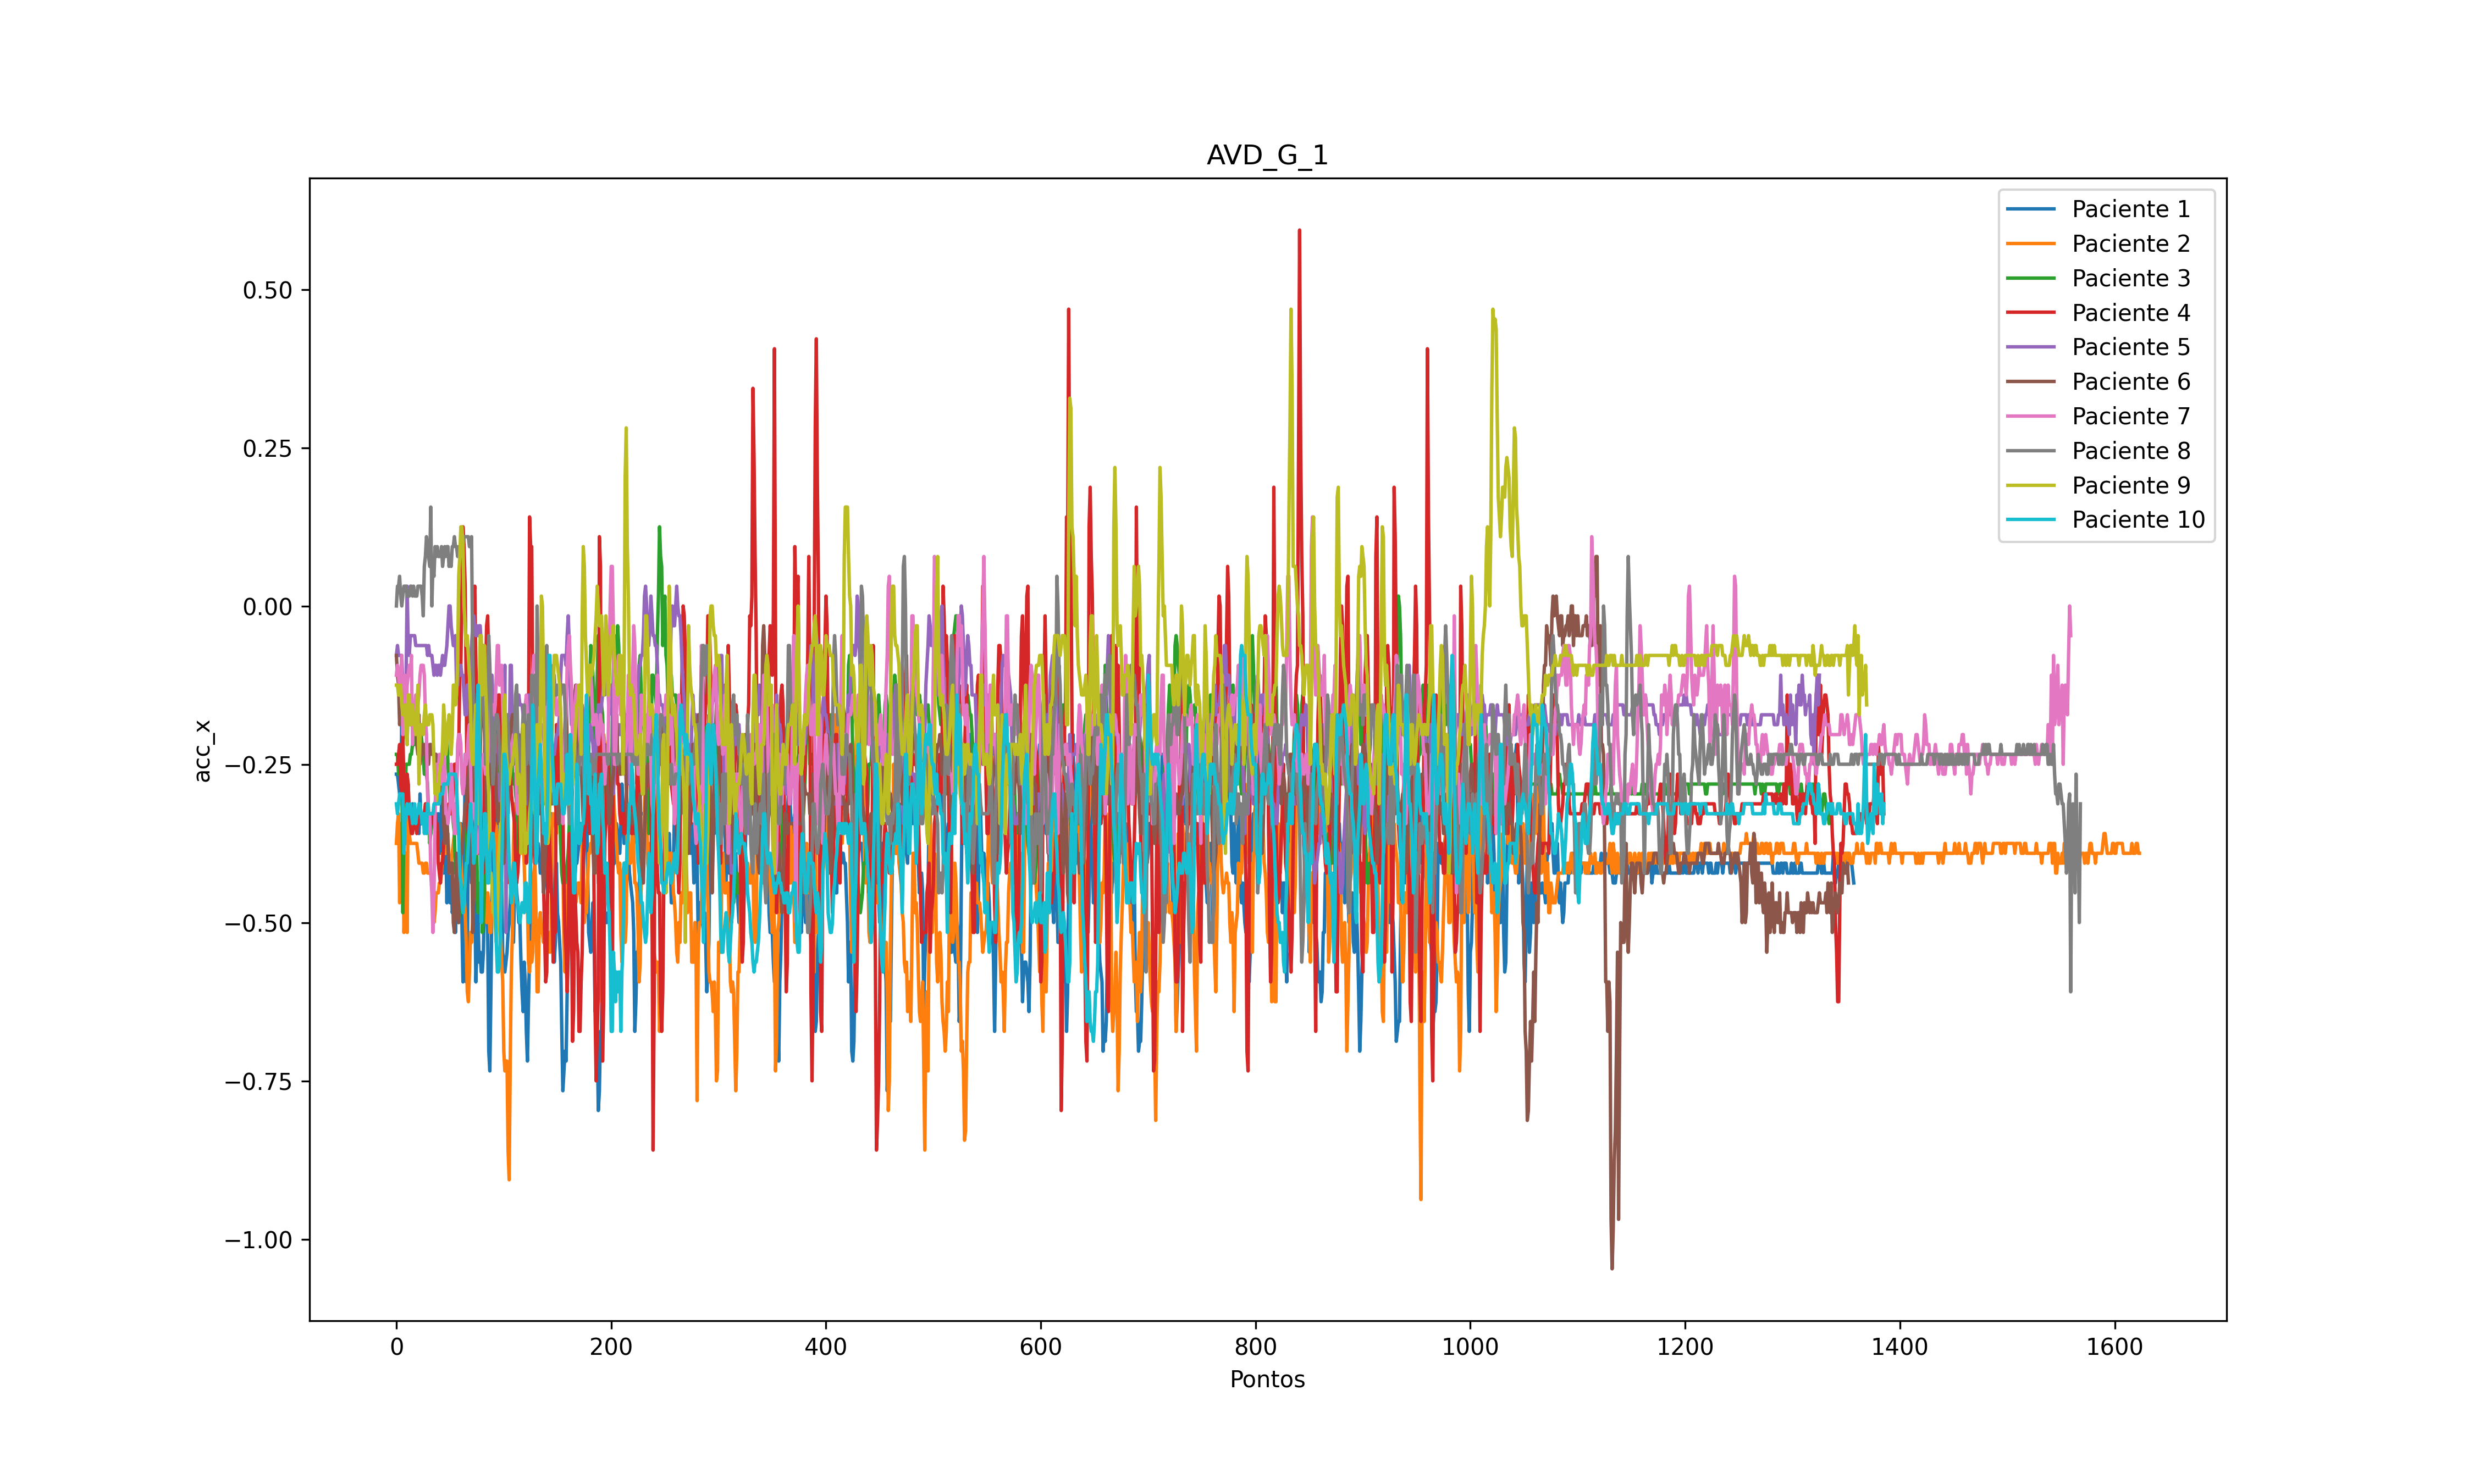 AVD_G_1
Paciente 1
Paciente 2
Paciente 3
Paciente 4
Paciente 5
Paciente 6
Paciente 7
Paciente 8
Paciente 9
Paciente 10
0.50
0.25
0.00
−0.25
−0.50
−0.75
−1.00
acc_x
0 200 400 600 800 1000 1200 1400 1600
Pontos